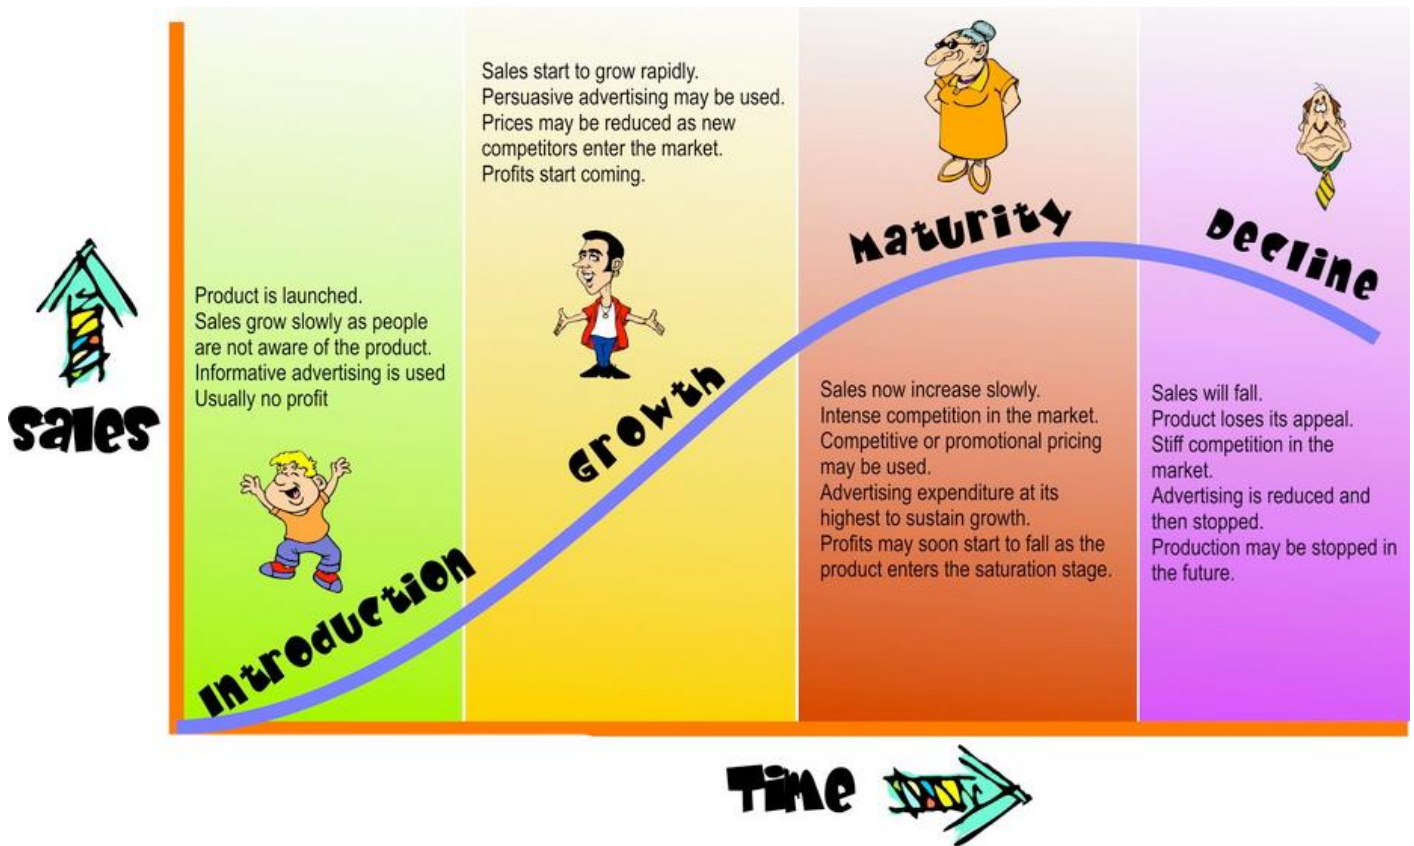 Product is launched.
Sales grow slowly as people
are not aware of the product.
Informative advertising is used
Usually no profit
Introduction
Sales start to grow rapidly.
Persuasive advertising may be used.
Prices may be reduced as new
competitors enter the market.
Profits start coming.
Growth
Maturity
Sales now increase slowly.
Intense competition in the market.
Competitive or promotional pricing
may be used.
Advertising expenditure at its
highest to sustain growth.
Profits may soon start to fall as the
product enters the saturation stage.
Decline
Sales will fall.
Product loses its appeal.
Stiff competition in the
market.
Advertising is reduced and
then stopped.
Production may be stopped in
the future.
Sales
Time